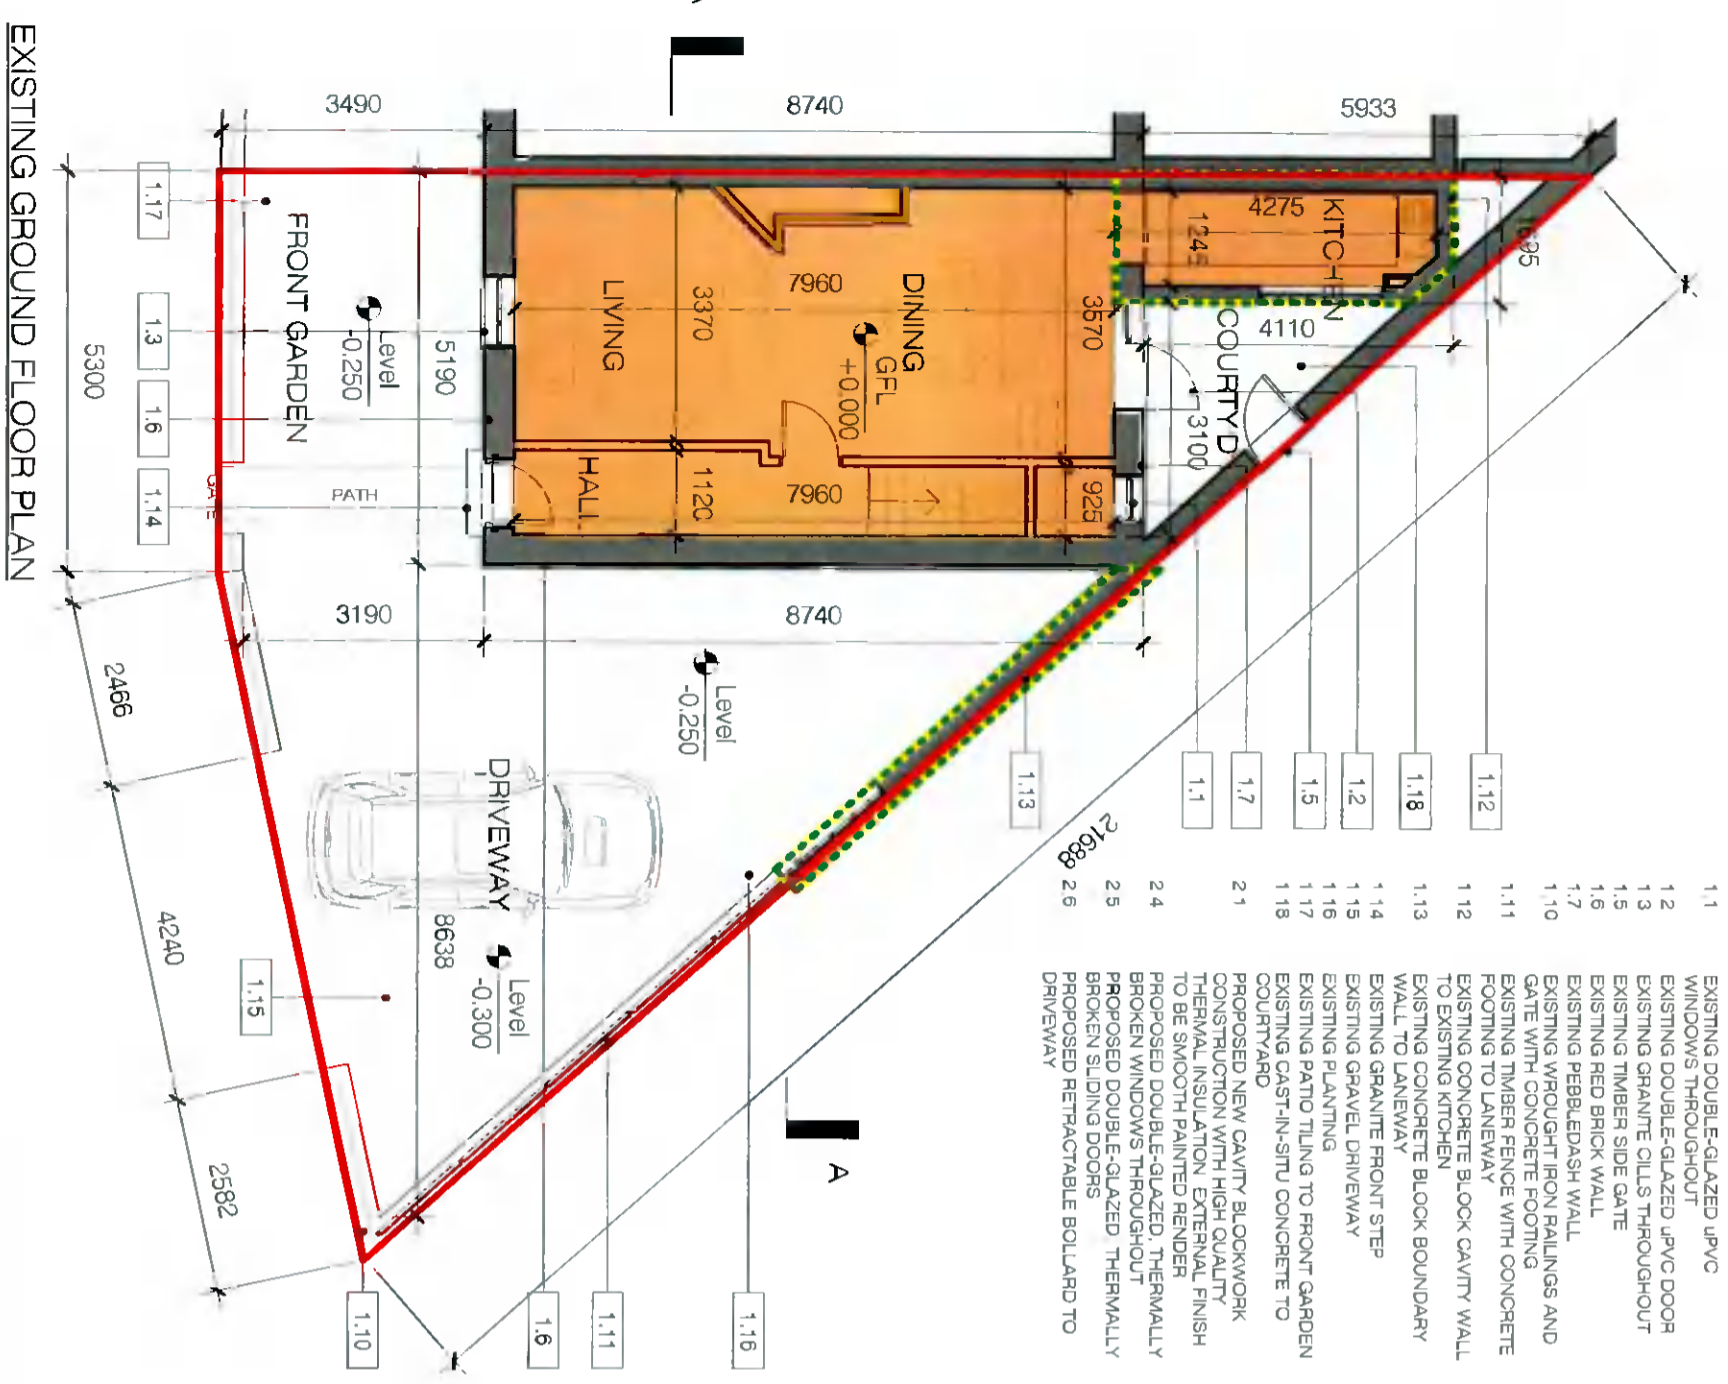 EXISTING GROUND FLOOR PLAN
3490
8740
5933
5300
5190
3190
8740
2466
4240
2582
8638
21688
1.17
1.3
1.6
1.14
FRONT GARDEN
Level
-0.250
GATE
PATH
LIVING
DINING
HALL
KITCHEN
GFL
+0.000
7960
3370
3570
7960
1120
925
4275
1245
4110
3100
Level
-0.250
DRIVEWAY
Level
-0.300
1.15
1.13
1.1
1.7
1.5
1.2
1.18
1.12
1.10
1.6
1.11
1.16
A
1.1 EXISTING DOUBLE-GLAZED uPVC
WINDOWS THROUGHOUT
1.2 EXISTING DOUBLE-GLAZED uPVC DOOR
1.3 EXISTING GRANITE CILLS THROUGHOUT
1.5 EXISTING TIMBER SIDE GATE
1.6 EXISTING RED BRICK WALL
1.7 EXISTING PEBBLEDASH WALL
1.10 EXISTING WROUGHT IRON RAILINGS AND
GATE WITH CONCRETE FOOTING
1.11 EXISTING TIMBER FENCE WITH CONCRETE
FOOTING TO LANEWAY
1.12 EXISTING CONCRETE BLOCK CAVITY WALL
TO EXISTING KITCHEN
1.13 EXISTING CONCRETE BLOCK BOUNDARY
WALL TO LANEWAY
1.14 EXISTING GRANITE FRONT STEP
1.15 EXISTING GRAVEL DRIVEWAY
1.16 EXISTING PLANTING
1.17 EXISTING PATIO TILING TO FRONT GARDEN
1.18 EXISTING CAST-IN-SITU CONCRETE TO
COURTYARD
2.1 PROPOSED NEW CAVITY BLOCKWORK
CONSTRUCTION WITH HIGH QUALITY
THERMAL INSULATION. EXTERNAL FINISH
TO BE SMOOTH PAINTED RENDER
2.4 PROPOSED DOUBLE-GLAZED, THERMALLY
BROKEN WINDOWS THROUGHOUT
2.5 PROPOSED DOUBLE-GLAZED, THERMALLY
BROKEN SLIDING DOORS
2.6 PROPOSED RETRACTABLE BOLLARD TO
DRIVEWAY